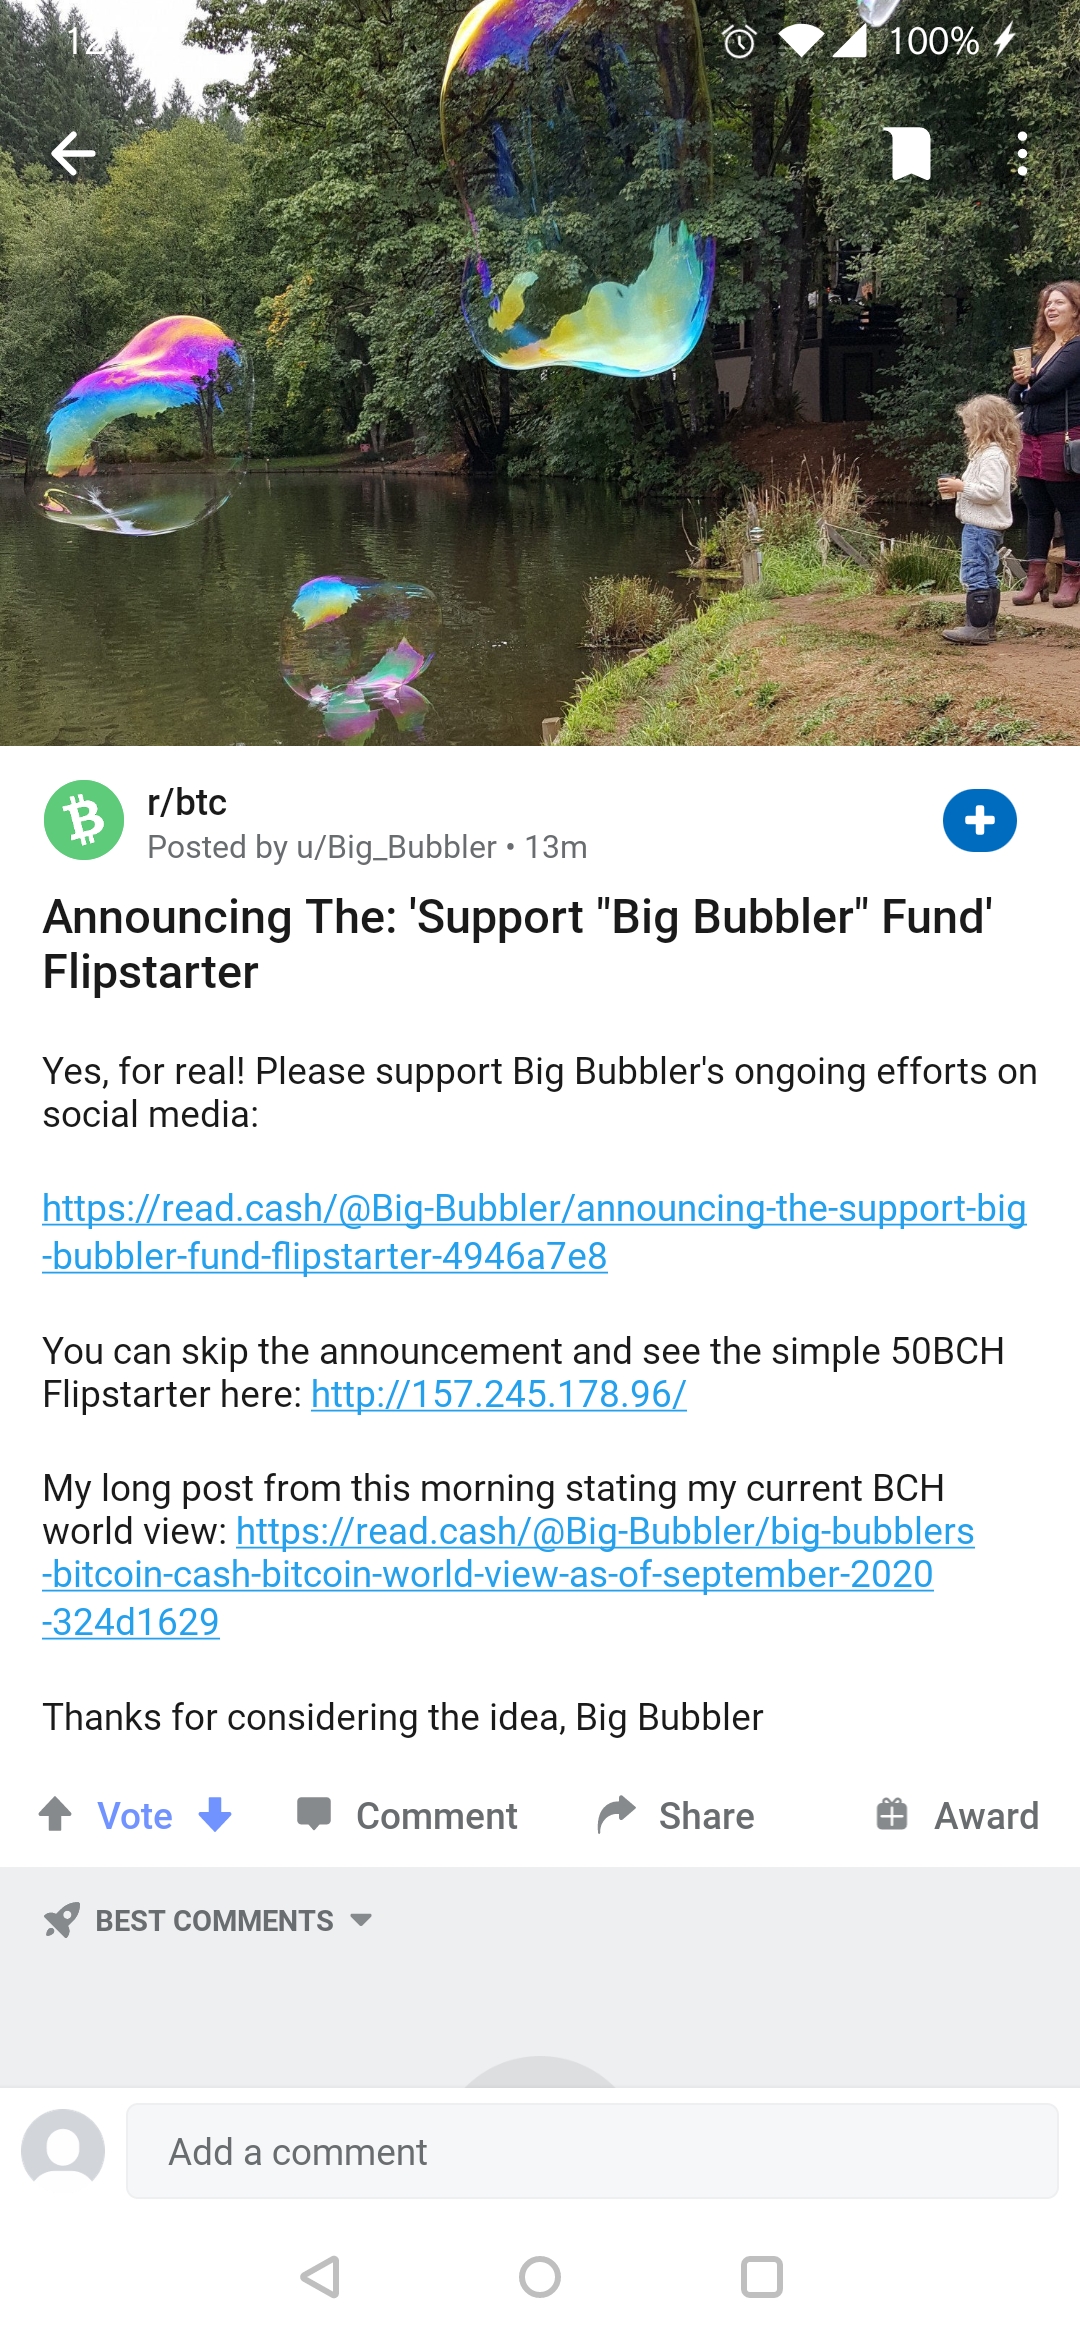 100%
r/btc
Posted by u/Big_Bubbler • 13m
Announcing The: 'Support "Big Bubbler" Fund'
Flipstarter
Yes, for real! Please support Big Bubbler's ongoing efforts on
social media:
https://read.cash/@Big-Bubbler/announcing-the-support-big
-bubbler-fund-flipstarter-4946a7e8
You can skip the announcement and see the simple 50BCH
Flipstarter here: http://157.245.178.96/
My long post from this morning stating my current BCH
world view: https://read.cash/@Big-Bubbler/big-bubblers
-bitcoin-cash-bitcoin-world-view-as-of-september-2020
-324d1629
Thanks for considering the idea, Big Bubbler
Vote Comment Share Award
BEST COMMENTS
Add a comment